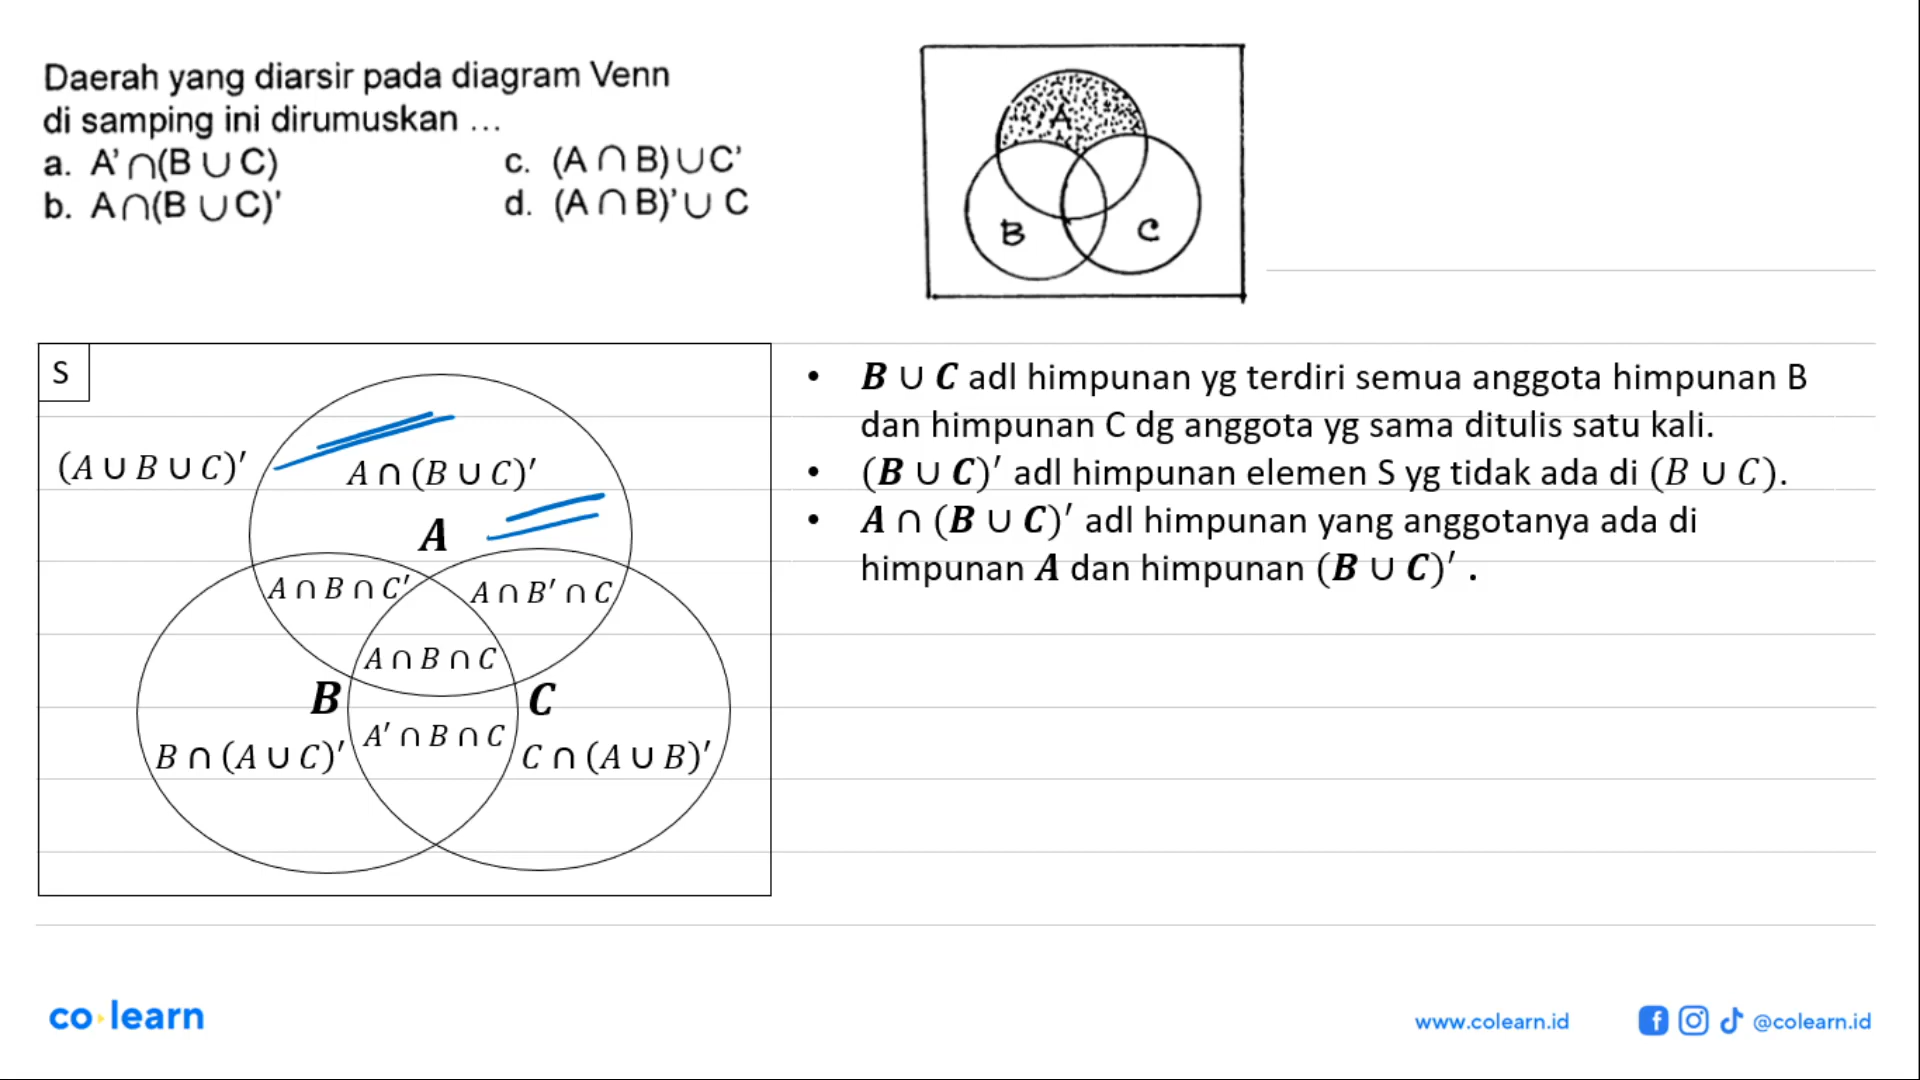 Daerah yang diarsir pada diagram Venn
di samping ini dirumuskan ...
a. A'∩(B ∪ C)
c. (A ∩ B)∪C'
b. A∩(B ∪ C)'
d. (A ∩ B)'∪ C
A
B
C
S
(A ∪ B ∪ C)′
A ∩ (B ∪ C)′
A
A ∩ B ∩ C′
A ∩ B′ ∩ C
A ∩ B ∩ C
B
C
A′ ∩ B ∩ C
B ∩ (A ∪ C)′
C ∩ (A ∪ B)′
• B ∪ C adl himpunan yg terdiri semua anggota himpunan B
dan himpunan C dg anggota yg sama ditulis satu kali.
• (B ∪ C)′ adl himpunan elemen S yg tidak ada di (B ∪ C).
• A ∩ (B ∪ C)′ adl himpunan yang anggotanya ada di
himpunan A dan himpunan (B ∪ C)′ .
co learn
www.colearn.id
@colearn.id